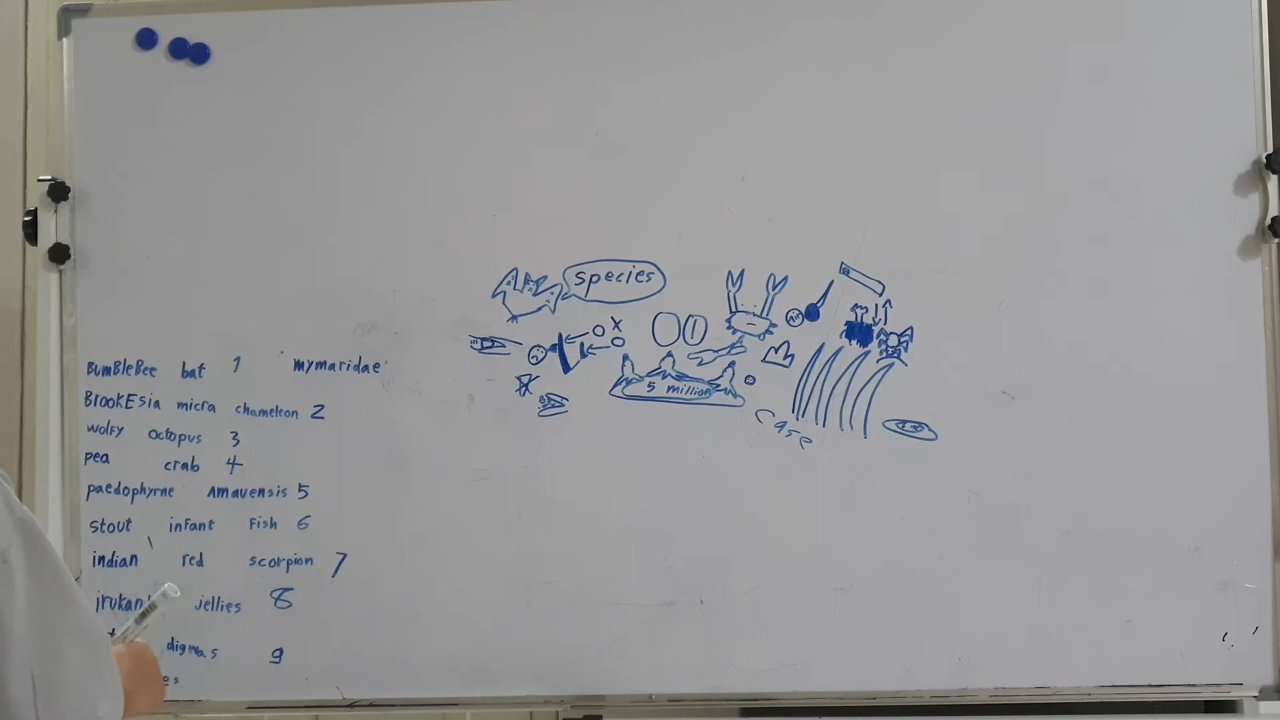 BumBleBee bat 1 mymaridae
BrookEsia micra chameleon 2
wolfy octopus 3
pea crab 4
paedophyrne Amauensis 5
stout infant Fish 6
indian red scorpion 7
jellies 8
9
species
5 million
case